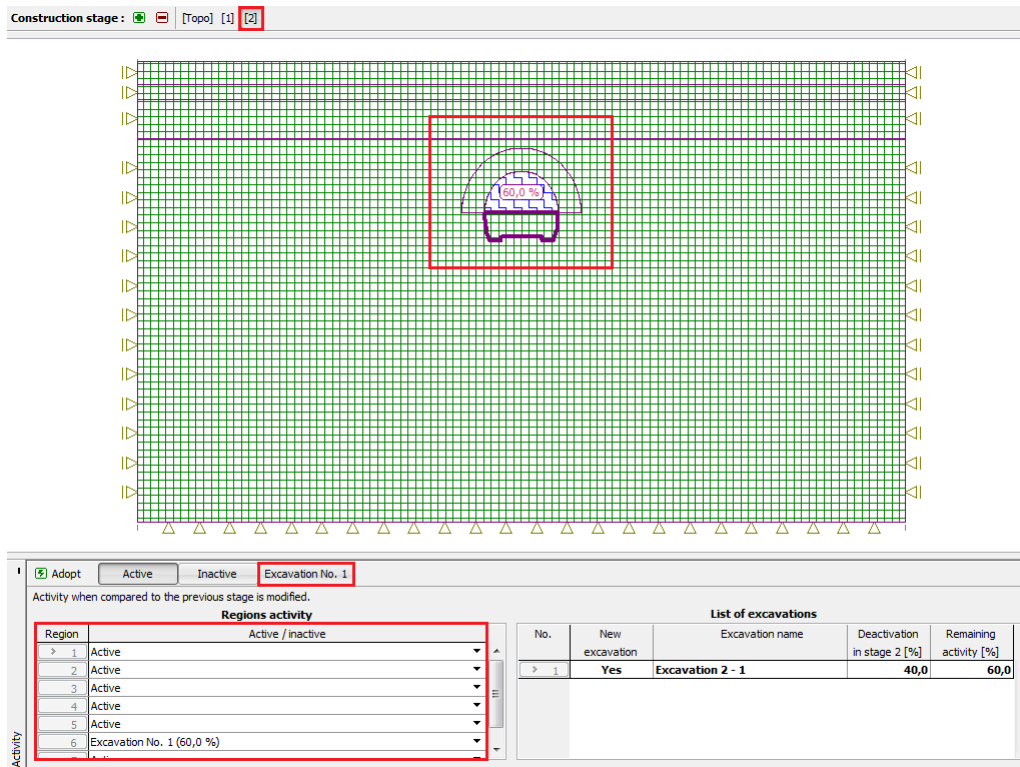 Construction stage : [Topo] [1] [2]
60,0 %
Adopt Active Inactive Excavation No. 1
Activity when compared to the previous stage is modified.
Regions activity
List of excavations
Region Active / inactive
No. New excavation Excavation name Deactivation in stage 2 [%] Remaining activity [%]
1 Active
1 Yes Excavation 2 - 1 40,0 60,0
2 Active
3 Active
4 Active
5 Active
6 Excavation No. 1 (60,0 %)
Activity